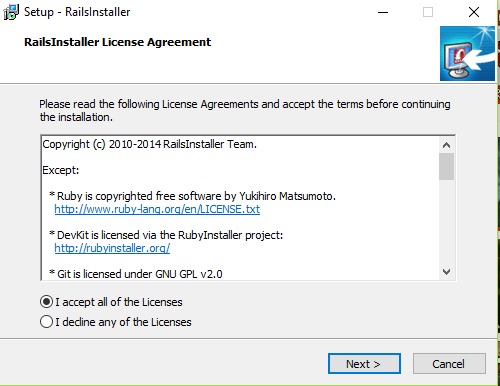 Setup - RailsInstaller
RailsInstaller License Agreement
Please read the following License Agreements and accept the terms before continuing
the installation.
Copyright (c) 2010-2014 RailsInstaller Team.
Except:
* Ruby is copyrighted free software by Yukihiro Matsumoto.
http://www.ruby-lang.org/en/LICENSE.txt
* DevKit is licensed via the RubyInstaller project:
http://rubyinstaller.org/
* Git is licensed under GNU GPL v2.0
I accept all of the Licenses
I decline any of the Licenses
Next >
Cancel